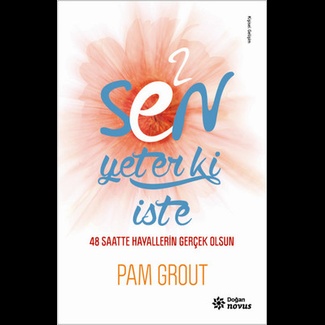 Kişisel Gelişim
2
SeN
yeter ki
iste
48 SAATTE HAYALLERİN GERÇEK OLSUN
PAM GROUT
Doğan
novus